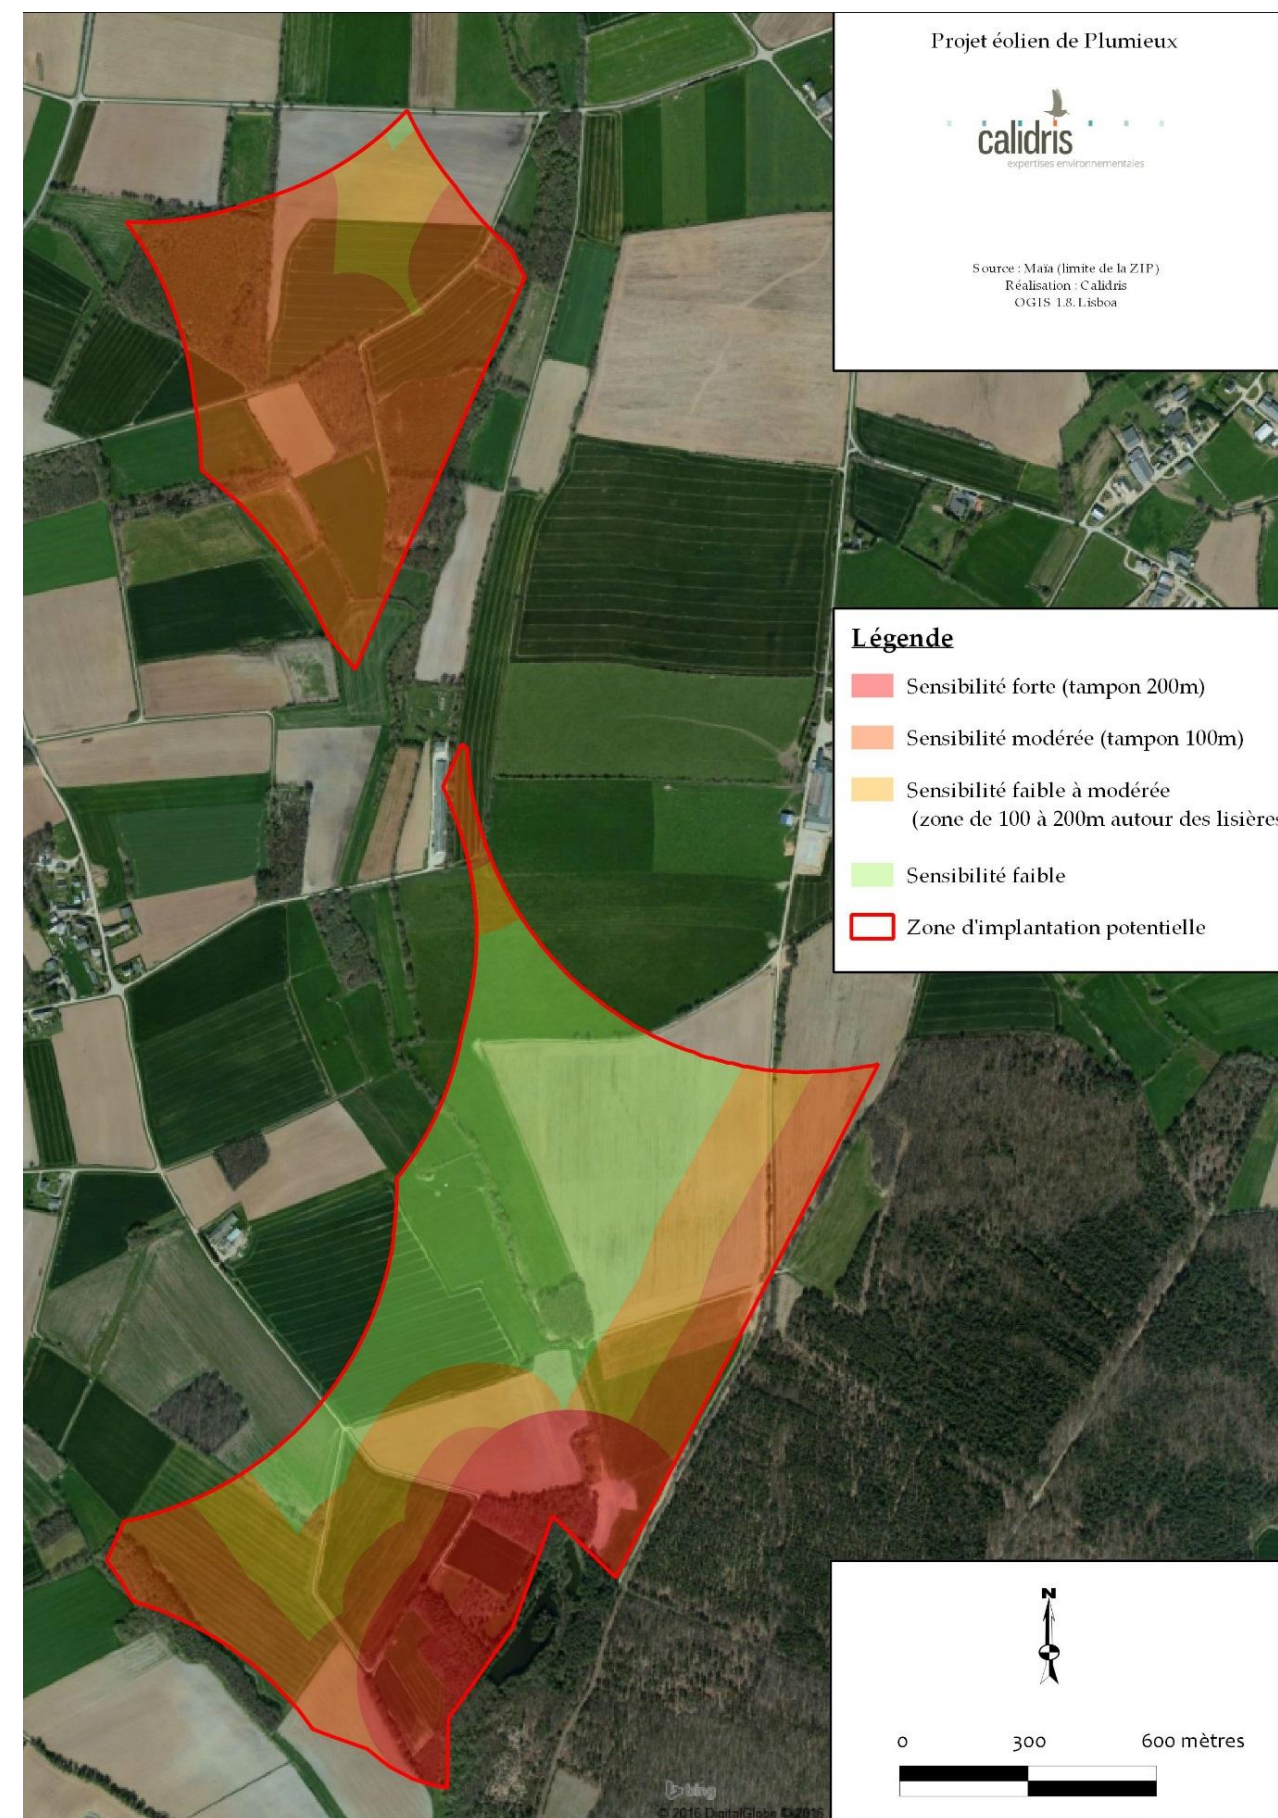 Projet éolien de Plumieux
calidris
expertises environnementales
Source : Maïa (limite de la ZIP)
Réalisation : Calidris
QGIS 1.8. Lisboa
Légende
Sensibilité forte (tampon 200m)
Sensibilité modérée (tampon 100m)
Sensibilité faible à modérée
(zone de 100 à 200m autour des lisières
Sensibilité faible
Zone d'implantation potentielle
N
0 300 600 mètres
bing
© 2016 DigitalGlobe © 2016